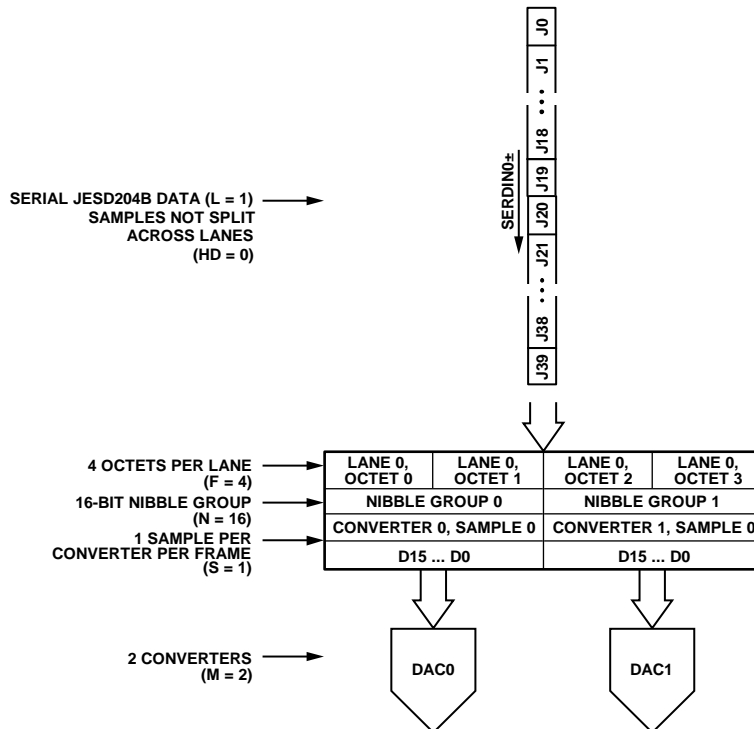 J0
J1
J18
J19
J20
J21
J38
J39
SERDIN0±
SERIAL JESD204B DATA (L = 1)
SAMPLES NOT SPLIT
ACROSS LANES
(HD = 0)
4 OCTETS PER LANE
(F = 4)
LANE 0,
OCTET 0
LANE 0,
OCTET 1
LANE 0,
OCTET 2
LANE 0,
OCTET 3
16-BIT NIBBLE GROUP
(N = 16)
NIBBLE GROUP 0
NIBBLE GROUP 1
1 SAMPLE PER
CONVERTER PER FRAME
(S = 1)
CONVERTER 0, SAMPLE 0
CONVERTER 1, SAMPLE 0
D15 ... D0
D15 ... D0
2 CONVERTERS
(M = 2)
DAC0
DAC1